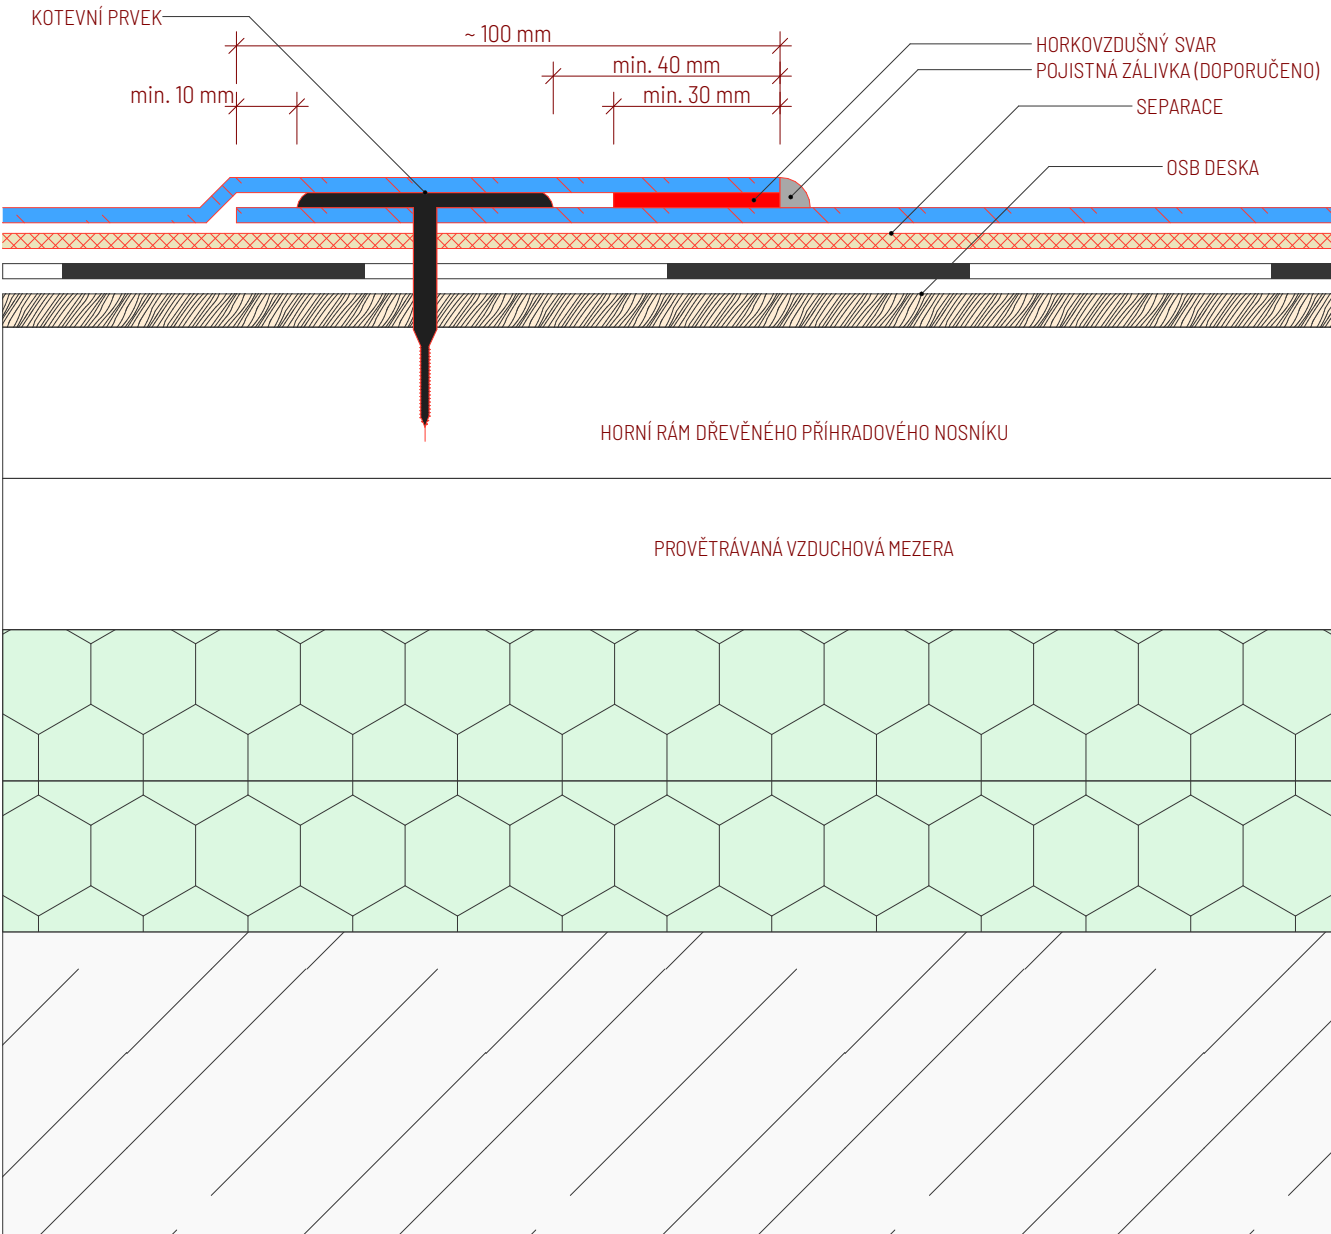 KOTEVNÍ PRVEK
~ 100 mm
HORKOVZDUŠNÝ SVAR
min. 40 mm
POJISTNÁ ZÁLIVKA (DOPORUČENO)
min. 10 mm
min. 30 mm
SEPARACE
OSB DESKA
HORNÍ RÁM DŘEVĚNÉHO PŘÍHRADOVÉHO NOSNÍKU
PROVĚTRÁVANÁ VZDUCHOVÁ MEZERA